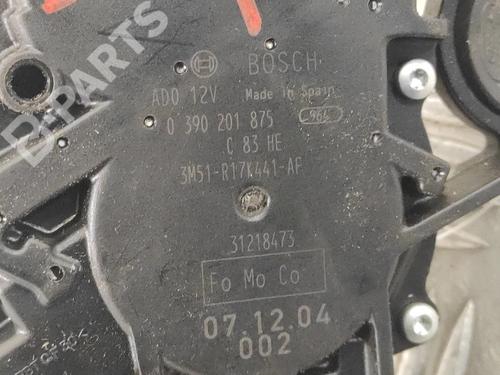 B-PARTS
BOSCH
ADO 12V Made in Spain
0 390 201 875 964
C 83 HE
3M51-R17K441-AF
31218473
Fo Mo Co
07.12.04
002